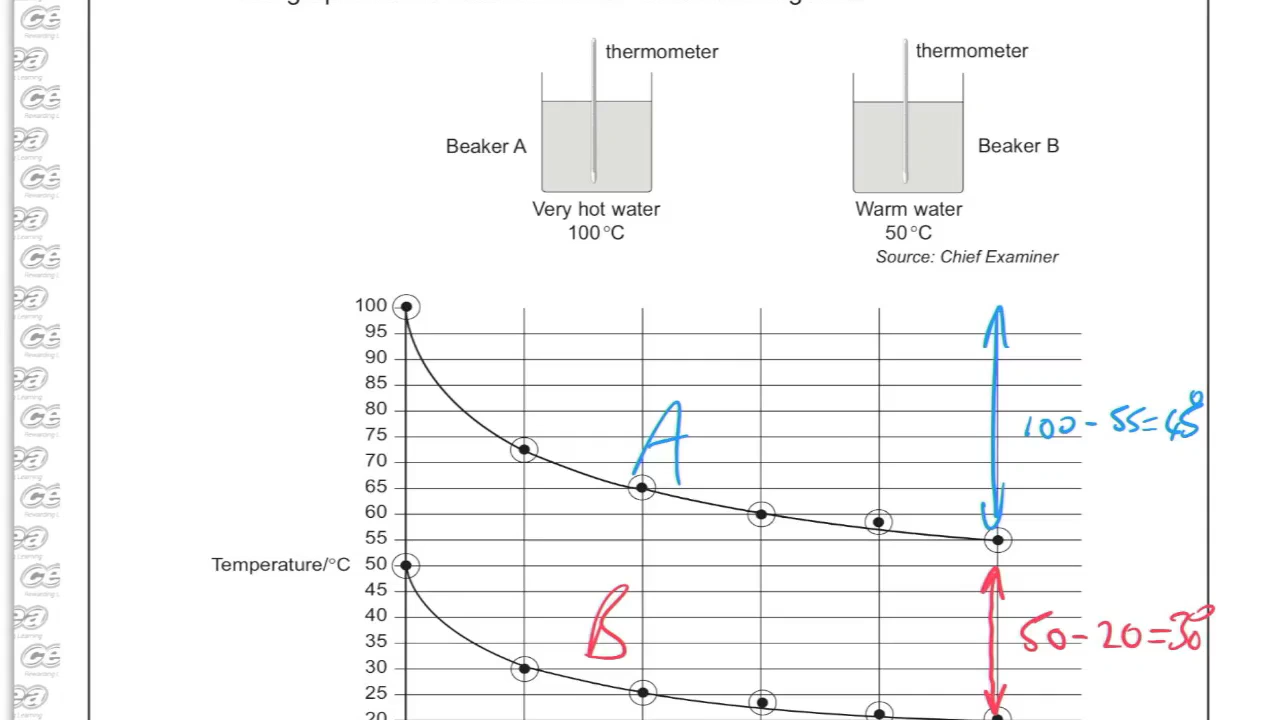 thermometer
thermometer
Beaker A
Beaker B
Very hot water
100 °C
Warm water
50 °C
Source: Chief Examiner
100
95
90
85
80
75
70
65
60
55
Temperature/°C 50
45
40
35
30
25
20
A
100 - 55 = 45°
B
50 - 20 = 30°